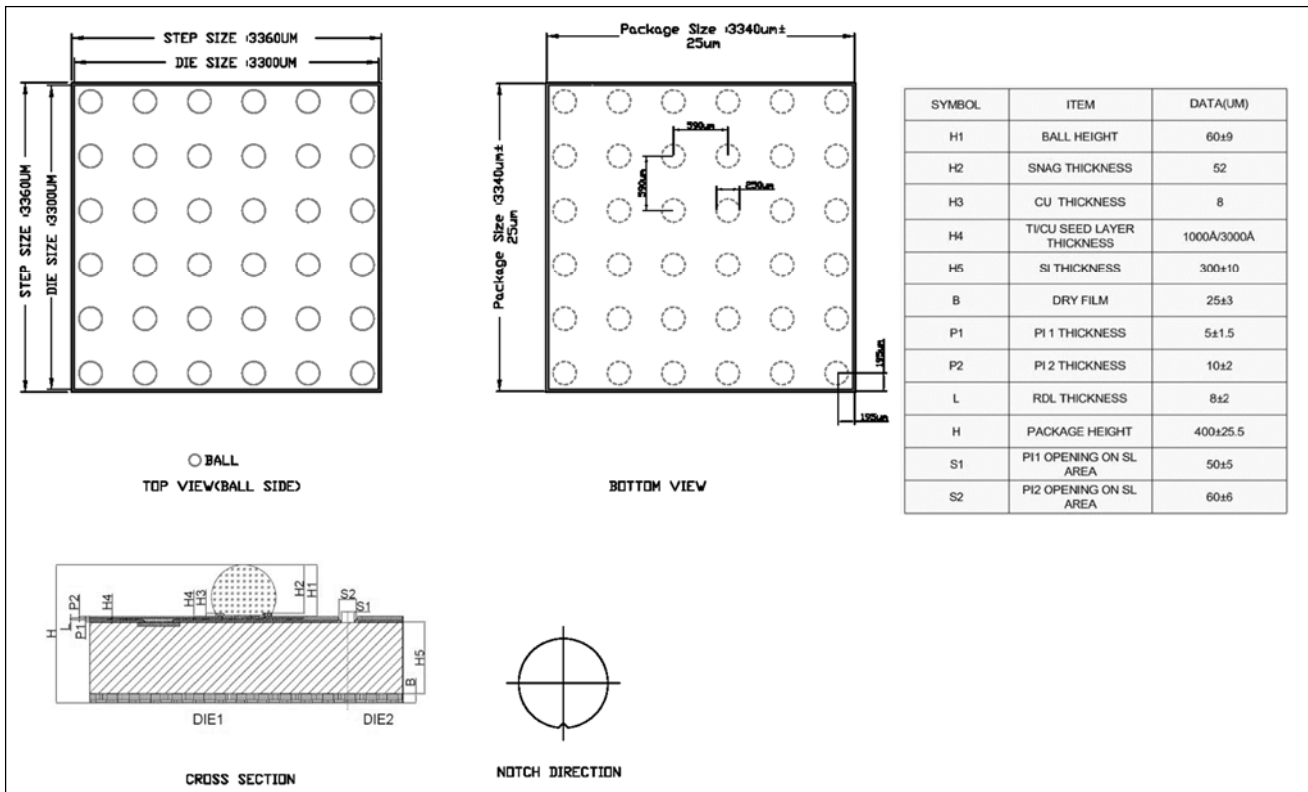 STEP SIZE :3360UM
DIE SIZE :3300UM
STEP SIZE :3360UM
DIE SIZE :3300UM
BALL
TOP VIEW(BALL SIDE)
Package Size :3340um±
25um
Package Size :3340um±
25um
590um
590um
250um
195um
195um
BOTTOM VIEW
SYMBOL ITEM DATA(UM)
H1 BALL HEIGHT 60±9
H2 SNAG THICKNESS 52
H3 CU THICKNESS 8
H4 TI/CU SEED LAYER THICKNESS 1000Å/3000Å
H5 SI THICKNESS 300±10
B DRY FILM 25±3
P1 PI 1 THICKNESS 5±1.5
P2 PI 2 THICKNESS 10±2
L RDL THICKNESS 8±2
H PACKAGE HEIGHT 400±25.5
S1 PI1 OPENING ON SL AREA 50±5
S2 PI2 OPENING ON SL AREA 60±6
H
P2
L
P1
H4
H4
H3
H2
H1
S2
S1
H5
B
DIE1 DIE2
CROSS SECTION
NOTCH DIRECTION